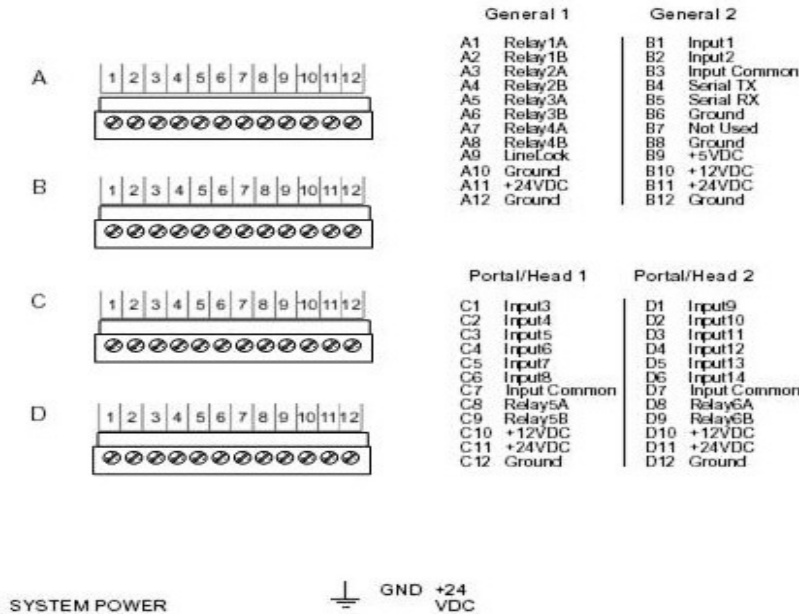 General 1
General 2
A
1 2 3 4 5 6 7 8 9 10 11 12
A1 Relay1A
A2 Relay1B
A3 Relay2A
A4 Relay2B
A5 Relay3A
A6 Relay3B
A7 Relay4A
A8 Relay4B
A9 LineLock
A10 Ground
A11 +24VDC
A12 Ground
B1 Input1
B2 Input2
B3 Input Common
B4 Serial TX
B5 Serial RX
B6 Ground
B7 Not Used
B8 Ground
B9 +5VDC
B10 +12VDC
B11 +24VDC
B12 Ground
B
1 2 3 4 5 6 7 8 9 10 11 12
Portal/Head 1
Portal/Head 2
C
1 2 3 4 5 6 7 8 9 10 11 12
C1 Input3
C2 Input4
C3 Input5
C4 Input6
C5 Input7
C6 Input8
C7 Input Common
C8 Relay5A
C9 Relay5B
C10 +12VDC
C11 +24VDC
C12 Ground
D1 Input9
D2 Input10
D3 Input11
D4 Input12
D5 Input13
D6 Input14
D7 Input Common
D8 Relay6A
D9 Relay6B
D10 +12VDC
D11 +24VDC
D12 Ground
D
1 2 3 4 5 6 7 8 9 10 11 12
SYSTEM POWER
GND +24
VDC